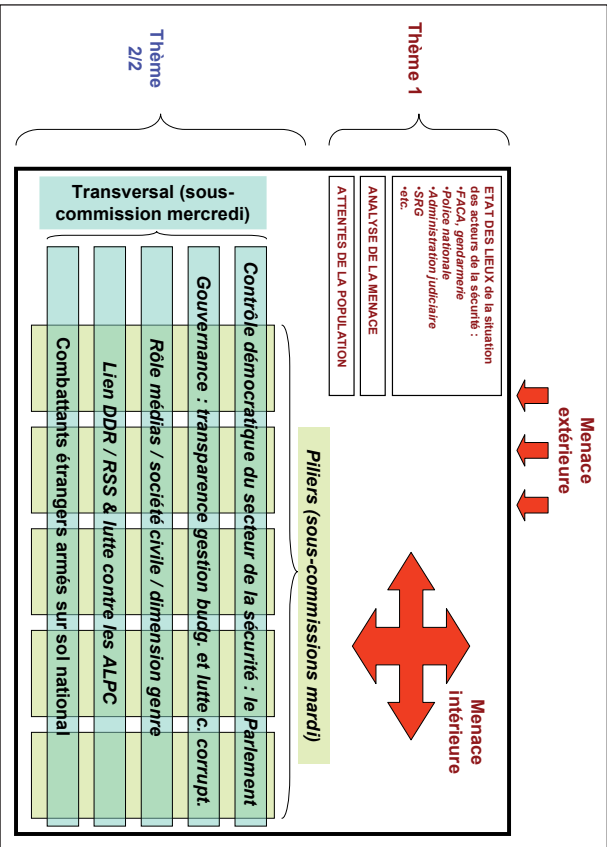 Menace
extérieure
Thème 1
ETAT DES LIEUX de la situation
des acteurs de la sécurité :
•FACA, gendarmerie
•Police nationale
•Administration judiciaire
•SRG
•etc.
ANALYSE DE LA MENACE
ATTENTES DE LA POPULATION
Menace
intérieure
Thème
2/2
Piliers (sous-commissions mardi)
Transversal (sous-
commission mercredi)
Contrôle démocratique du secteur de la sécurité : le Parlement
Gouvernance : transparence gestion budg. et lutte c. corrupt.
Rôle médias / société civile / dimension genre
Lien DDR / RSS & lutte contre les ALPC
Combattants étrangers armés sur sol national